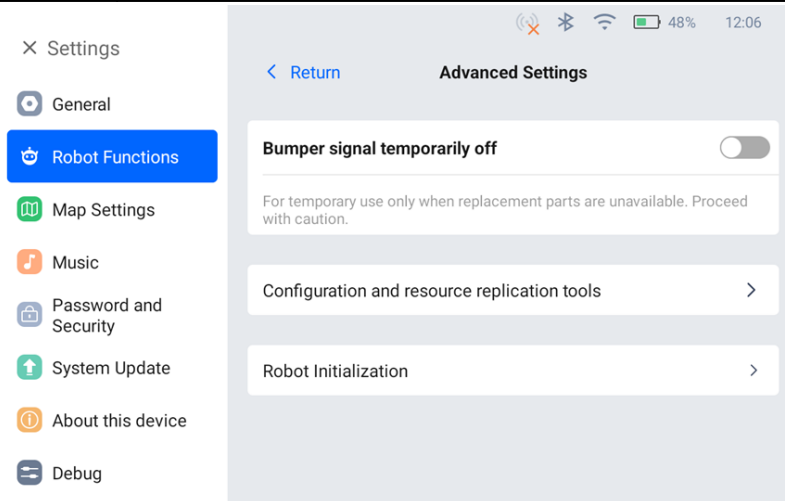 48%
12:06
Settings
Return
Advanced Settings
General
Robot Functions
Map Settings
Music
Password and
Security
System Update
About this device
Debug
Bumper signal temporarily off
For temporary use only when replacement parts are unavailable. Proceed
with caution.
Configuration and resource replication tools
Robot Initialization